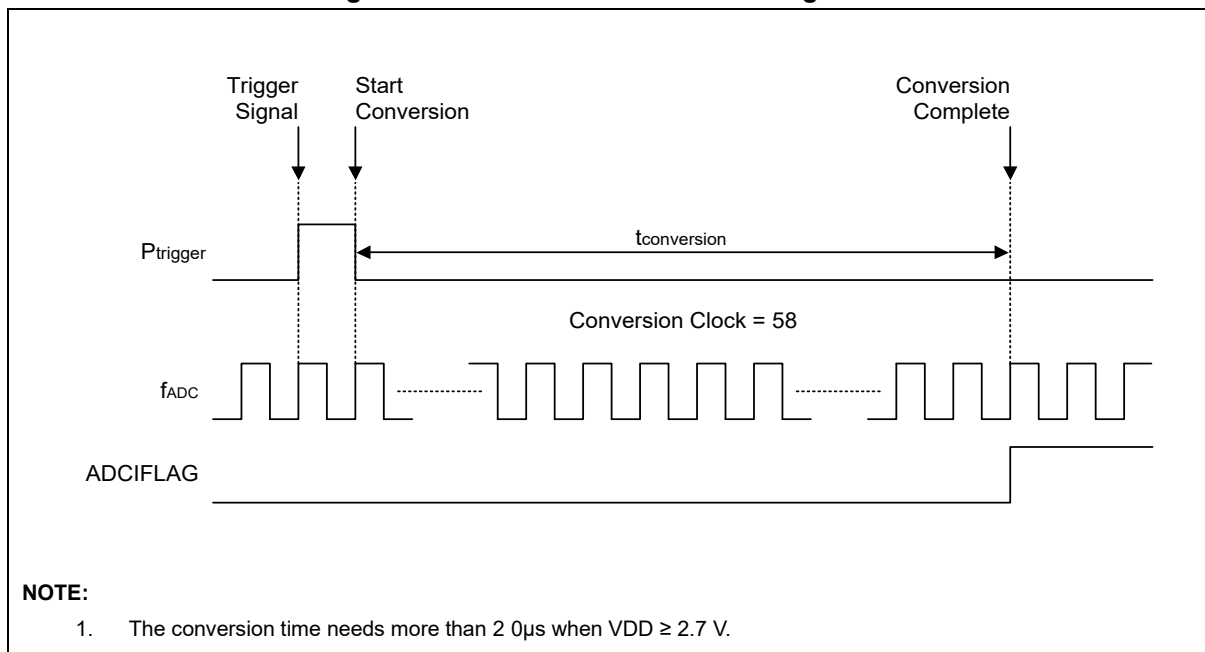 Trigger
Signal
Start
Conversion
Conversion
Complete
Ptrigger
tconversion
Conversion Clock = 58
fADC
ADCIFLAG
NOTE:
1. The conversion time needs more than 2 0µs when VDD ≥ 2.7 V.